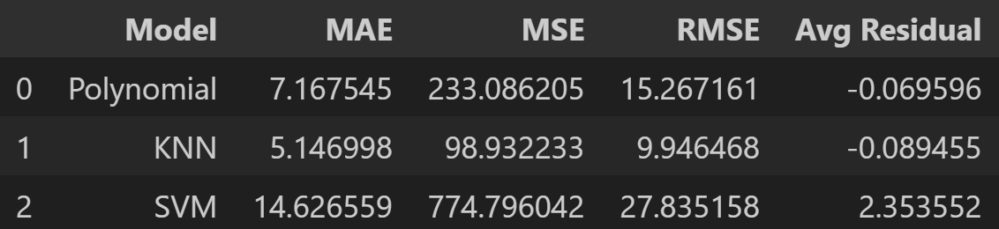 Model MAE MSE RMSE Avg Residual
0 Polynomial 7.167545 233.086205 15.267161 -0.069596
1 KNN 5.146998 98.932233 9.946468 -0.089455
2 SVM 14.626559 774.796042 27.835158 2.353552